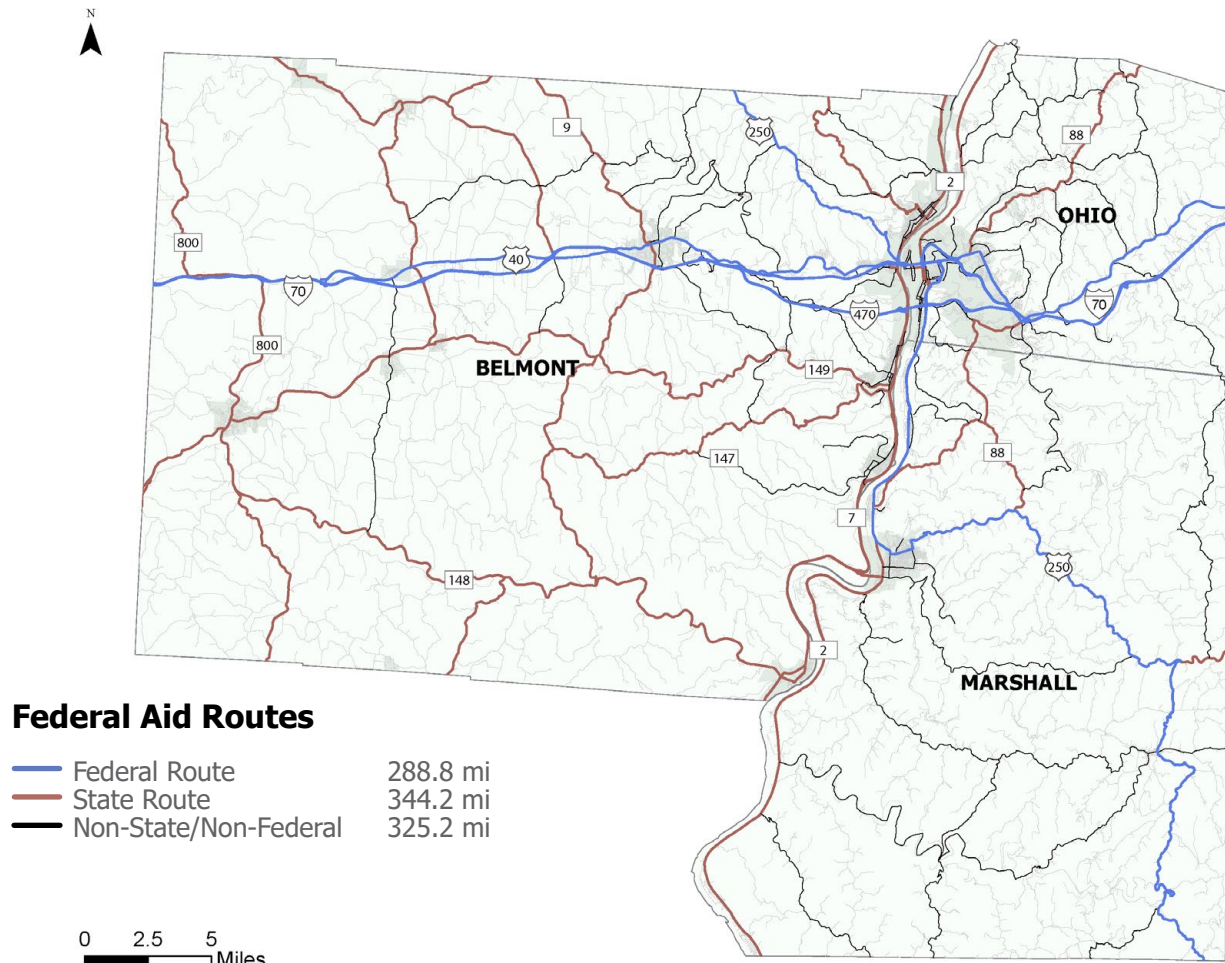 N
9
250
88
2
OHIO
800
40
70
470
70
800
BELMONT
149
88
147
7
250
148
2
MARSHALL
Federal Aid Routes
Federal Route 288.8 mi
State Route 344.2 mi
Non-State/Non-Federal 325.2 mi
0 2.5 5
Miles